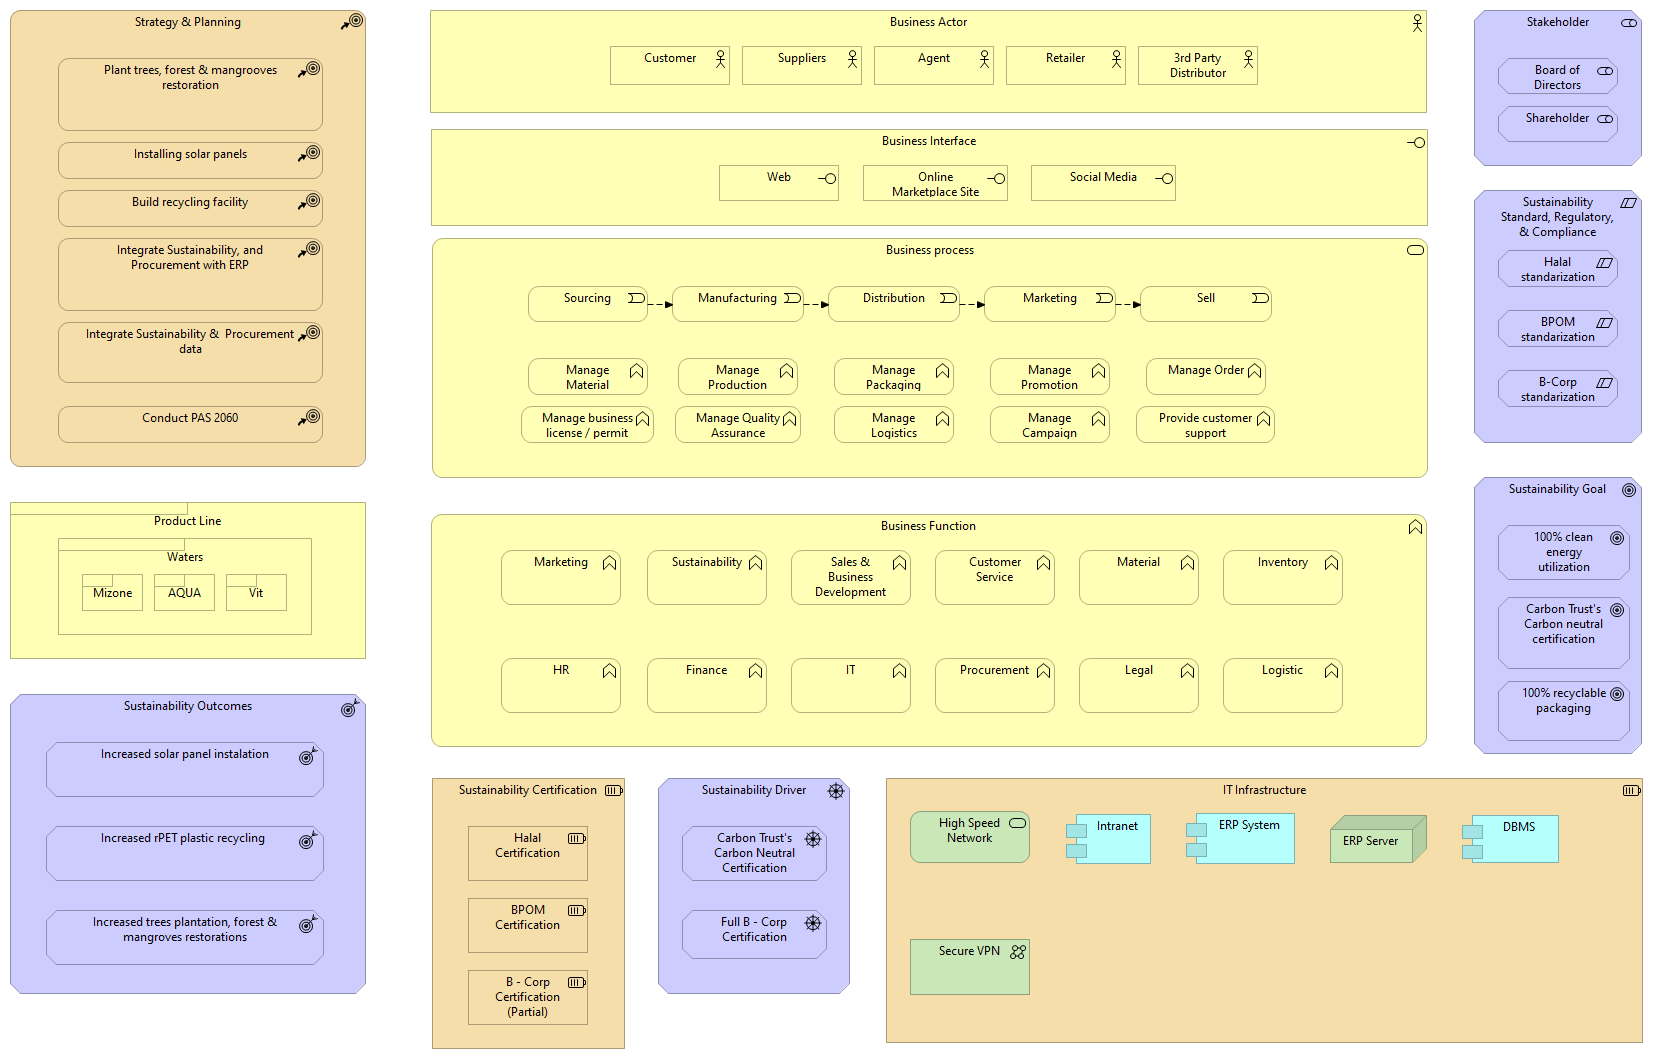 Strategy & Planning
Plant trees, forest & mangrooves
restoration
Installing solar panels
Build recycling facility
Integrate Sustainability, and
Procurement with ERP
Integrate Sustainability &  Procurement
data
Conduct PAS 2060
Product Line
Waters
Mizone
AQUA
Vit
Sustainability Outcomes
Increased solar panel instalation
Increased rPET plastic recycling
Increased trees plantation, forest &
mangroves restorations
Business Actor
Customer
Suppliers
Agent
Retailer
3rd Party
Distributor
Business Interface
Web
Online
Marketplace Site
Social Media
Business process
Sourcing
Manufacturing
Distribution
Marketing
Sell
Manage
Material
Manage
Production
Manage
Packaging
Manage
Promotion
Manage Order
Manage business
license / permit
Manage Quality
Assurance
Manage
Logistics
Manage
Campaign
Provide customer
support
Business Function
Marketing
Sustainability
Sales &
Business
Development
Customer
Service
Material
Inventory
HR
Finance
IT
Procurement
Legal
Logistic
Sustainability Certification
Halal
Certification
BPOM
Certification
B - Corp
Certification
(Partial)
Sustainability Driver
Carbon Trust's
Carbon Neutral
Certification
Full B - Corp
Certification
IT Infrastructure
High Speed
Network
Intranet
ERP System
ERP Server
DBMS
Secure VPN
Stakeholder
Board of
Directors
Shareholder
Sustainability
Standard, Regulatory,
& Compliance
Halal
standarization
BPOM
standarization
B-Corp
standarization
Sustainability Goal
100% clean
energy
utilization
Carbon Trust's
Carbon neutral
certification
100% recyclable
packaging